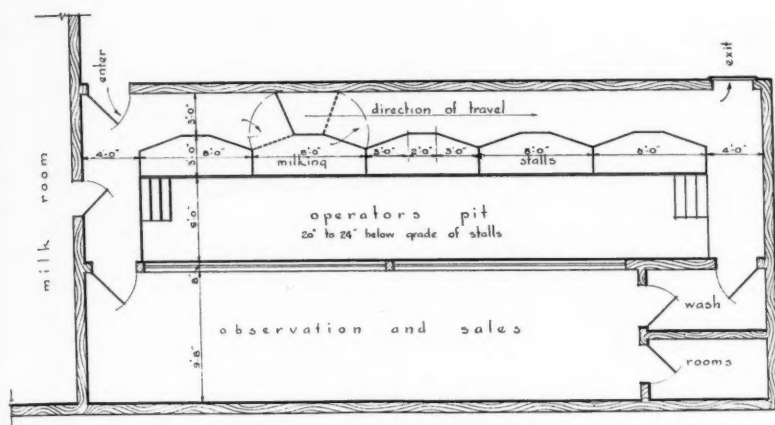 enter
exit
direction of travel
3'-0"
4'-0"
3'-0"
8'-0"
8'-0"
3'-0"
2'-0"
3'-0"
8'-0"
8'-0"
4'-0"
milking
stalls
milk room
operators pit
20" to 24" below grade of stalls
6'-0"
8"
wash
observation and sales
9'-8"
rooms